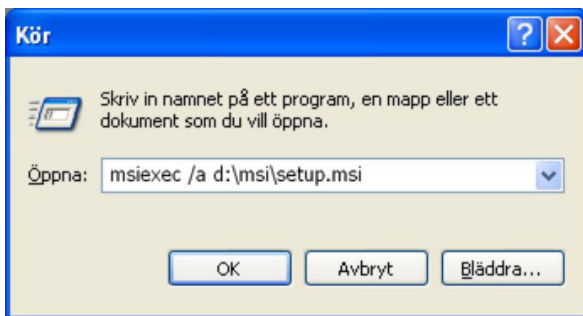 Kör
Skriv in namnet på ett program, en mapp eller ett
dokument som du vill öppna.
Öppna: msiexec /a d:\msi\setup.msi
OK Avbryt Bläddra...